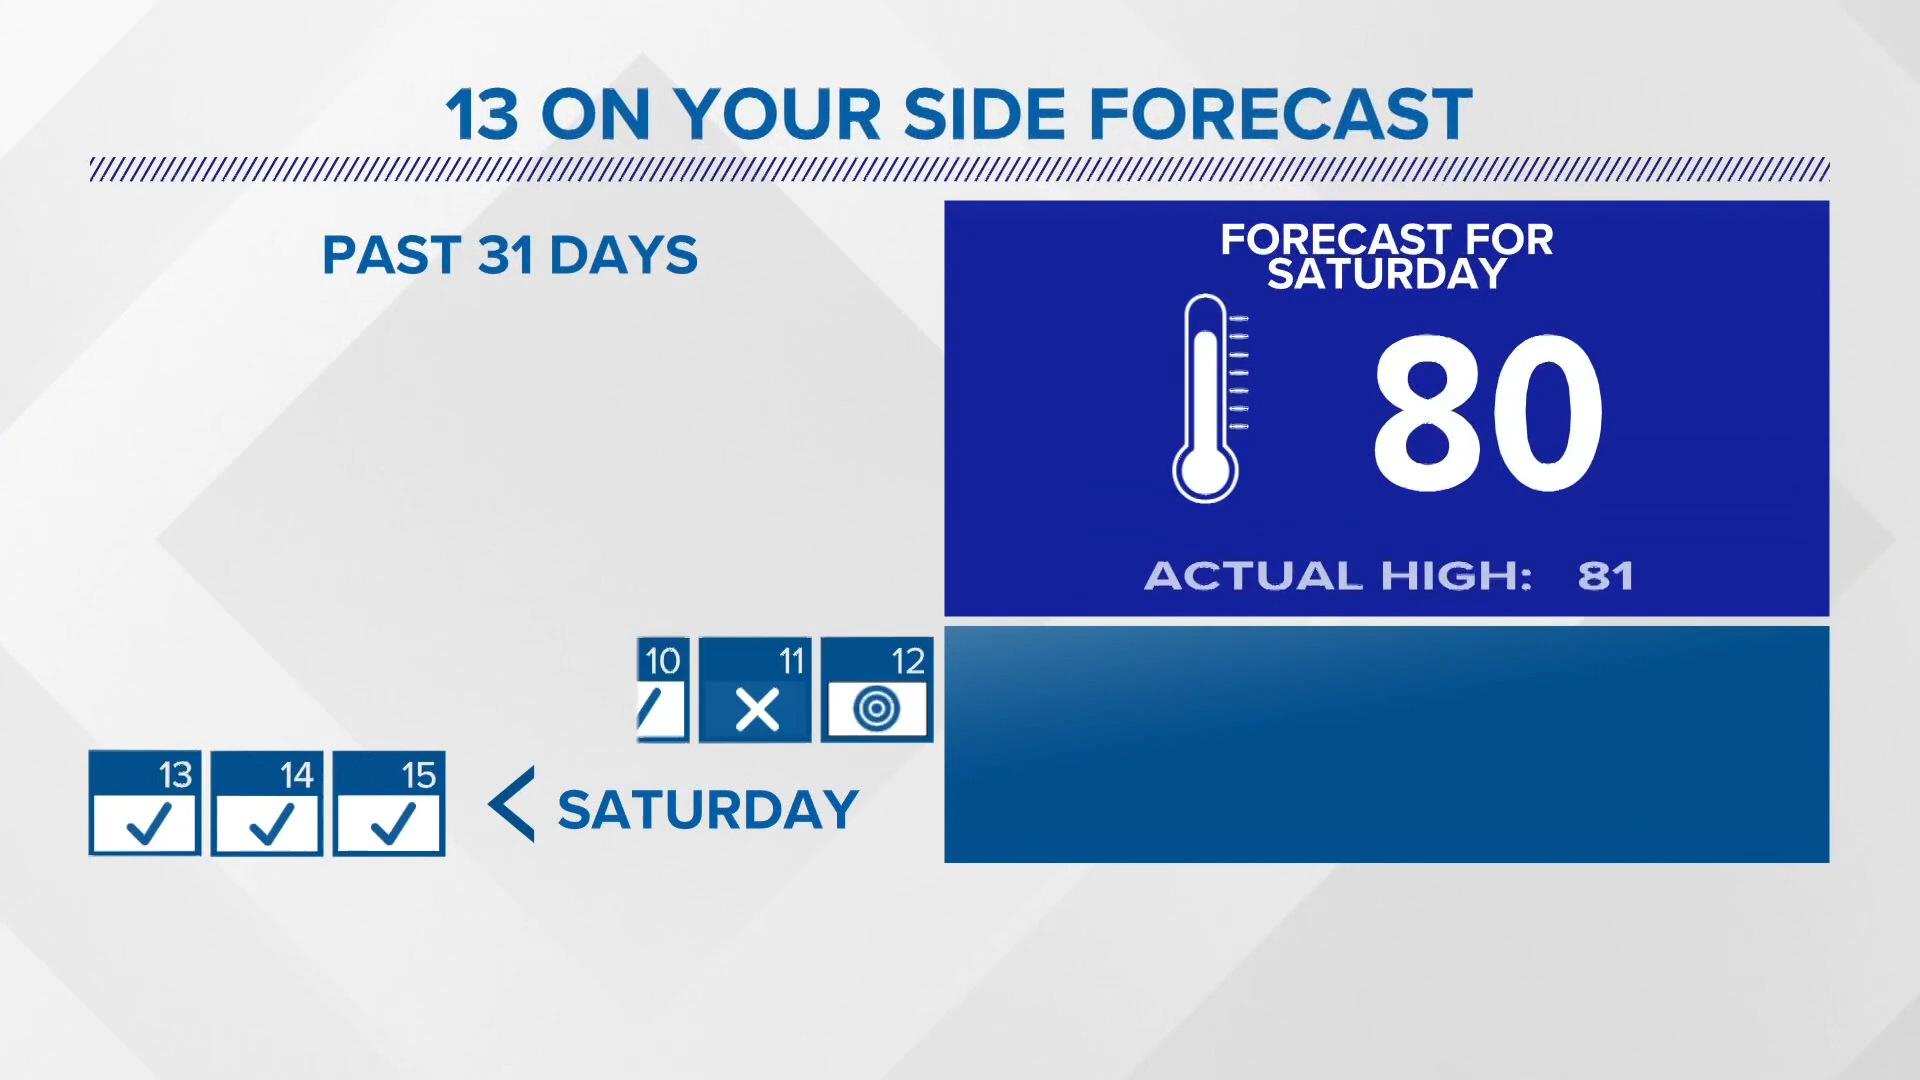 13 ON YOUR SIDE FORECAST
PAST 31 DAYS
FORECAST FOR
SATURDAY
80
ACTUAL HIGH: 81
10 11 12
13 14 15
SATURDAY